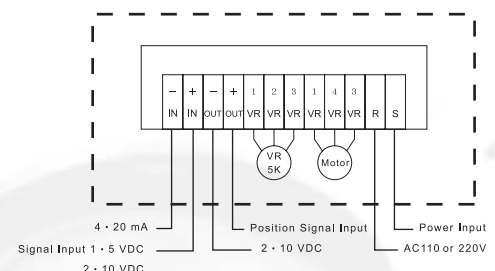 − + − + 1 2 3 1 4 3
IN IN OUT OUT VR VR VR VR VR VR R S
VR
5K
Motor
4 · 20 mA
Position Signal Input
Power Input
Signal Input 1 · 5 VDC
2 · 10 VDC
AC110 or 220V
2 · 10 VDC